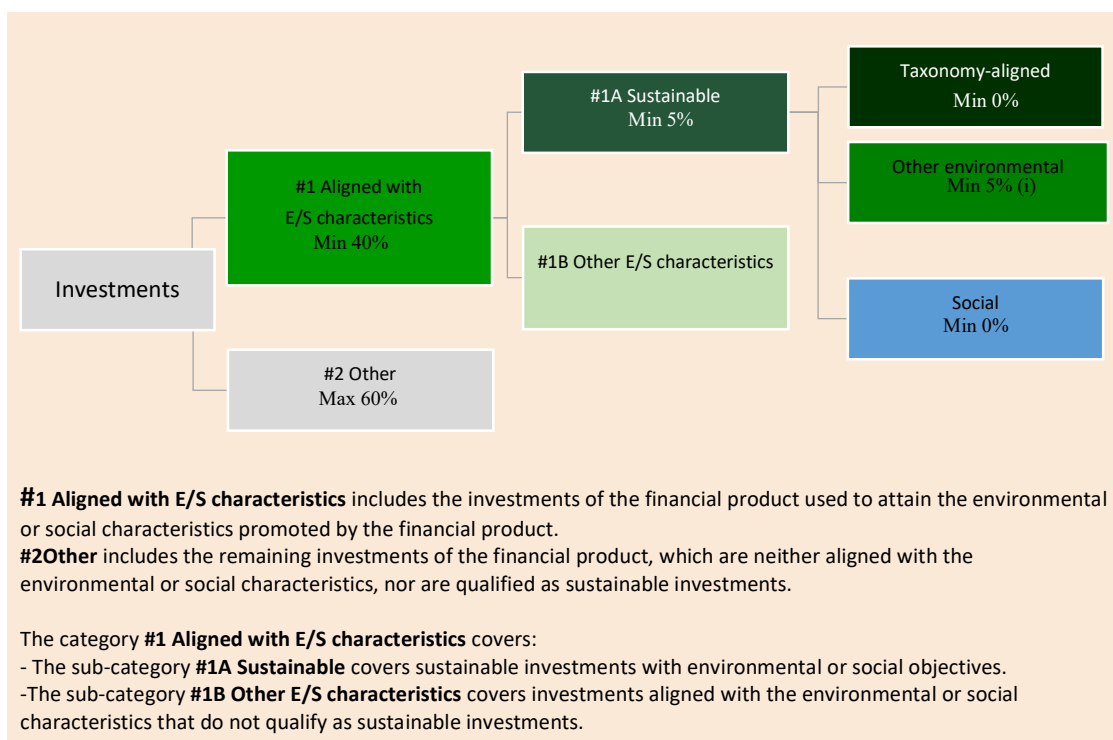 Investments
#1 Aligned with
E/S characteristics
Min 40%
#2 Other
Max 60%
#1A Sustainable
Min 5%
#1B Other E/S characteristics
Taxonomy-aligned
Min 0%
Other environmental
Min 5% (i)
Social
Min 0%
#1 Aligned with E/S characteristics includes the investments of the financial product used to attain the environmental
or social characteristics promoted by the financial product.
#2Other includes the remaining investments of the financial product, which are neither aligned with the
environmental or social characteristics, nor are qualified as sustainable investments.
The category #1 Aligned with E/S characteristics covers:
- The sub-category #1A Sustainable covers sustainable investments with environmental or social objectives.
-The sub-category #1B Other E/S characteristics covers investments aligned with the environmental or social
characteristics that do not qualify as sustainable investments.